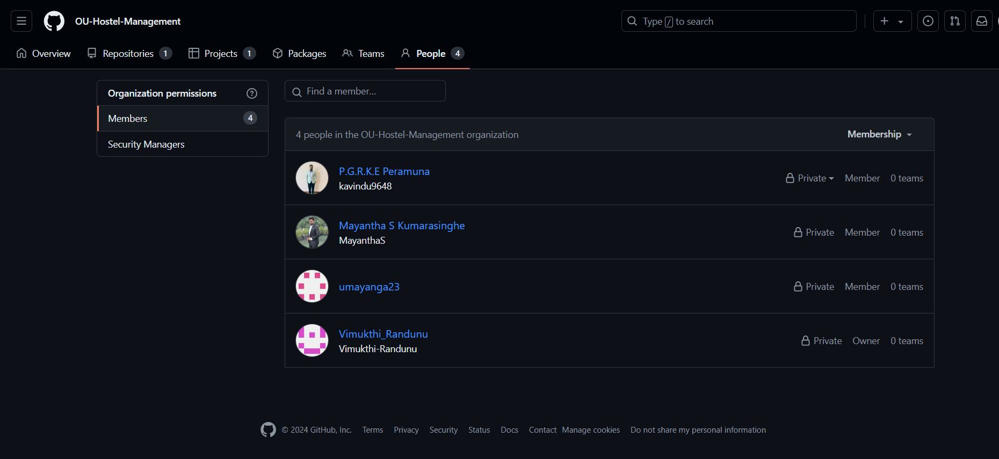 OU-Hostel-Management
Type / to search
Overview
Repositories 1
Projects 1
Packages
Teams
People 4
Organization permissions
Members 4
Security Managers
Find a member...
4 people in the OU-Hostel-Management organization
Membership
P.G.R.K.E Peramuna
kavindu9648
Private Member 0 teams
Mayantha S Kumarasinghe
MayanthaS
Private Member 0 teams
umayanga23
Private Member 0 teams
Vimukthi_Randunu
Vimukthi-Randunu
Private Owner 0 teams
© 2024 GitHub, Inc. Terms Privacy Security Status Docs Contact Manage cookies Do not share my personal information